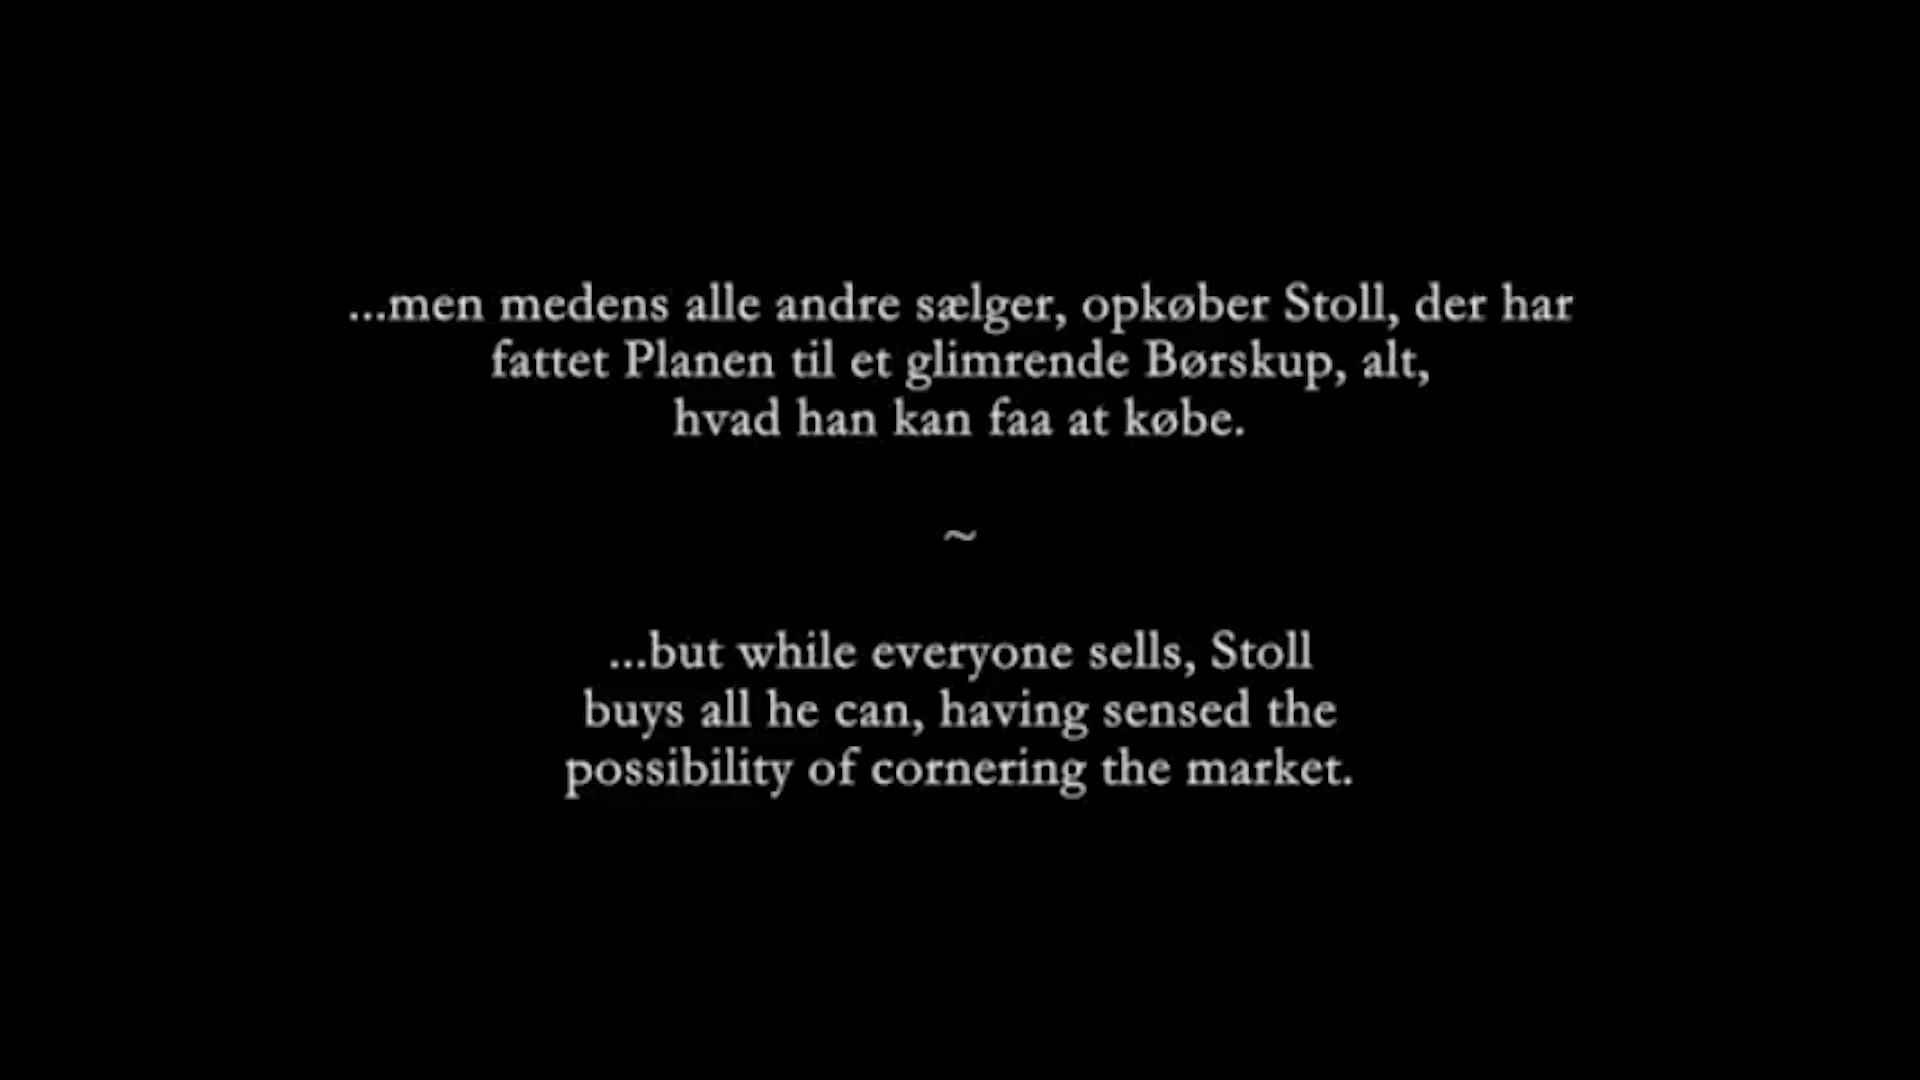 ...men medens alle andre sælger, opkøber Stoll, der har
fattet Planen til et glimrende Børskup, alt,
hvad han kan faa at købe.
~
...but while everyone sells, Stoll
buys all he can, having sensed the
possibility of cornering the market.